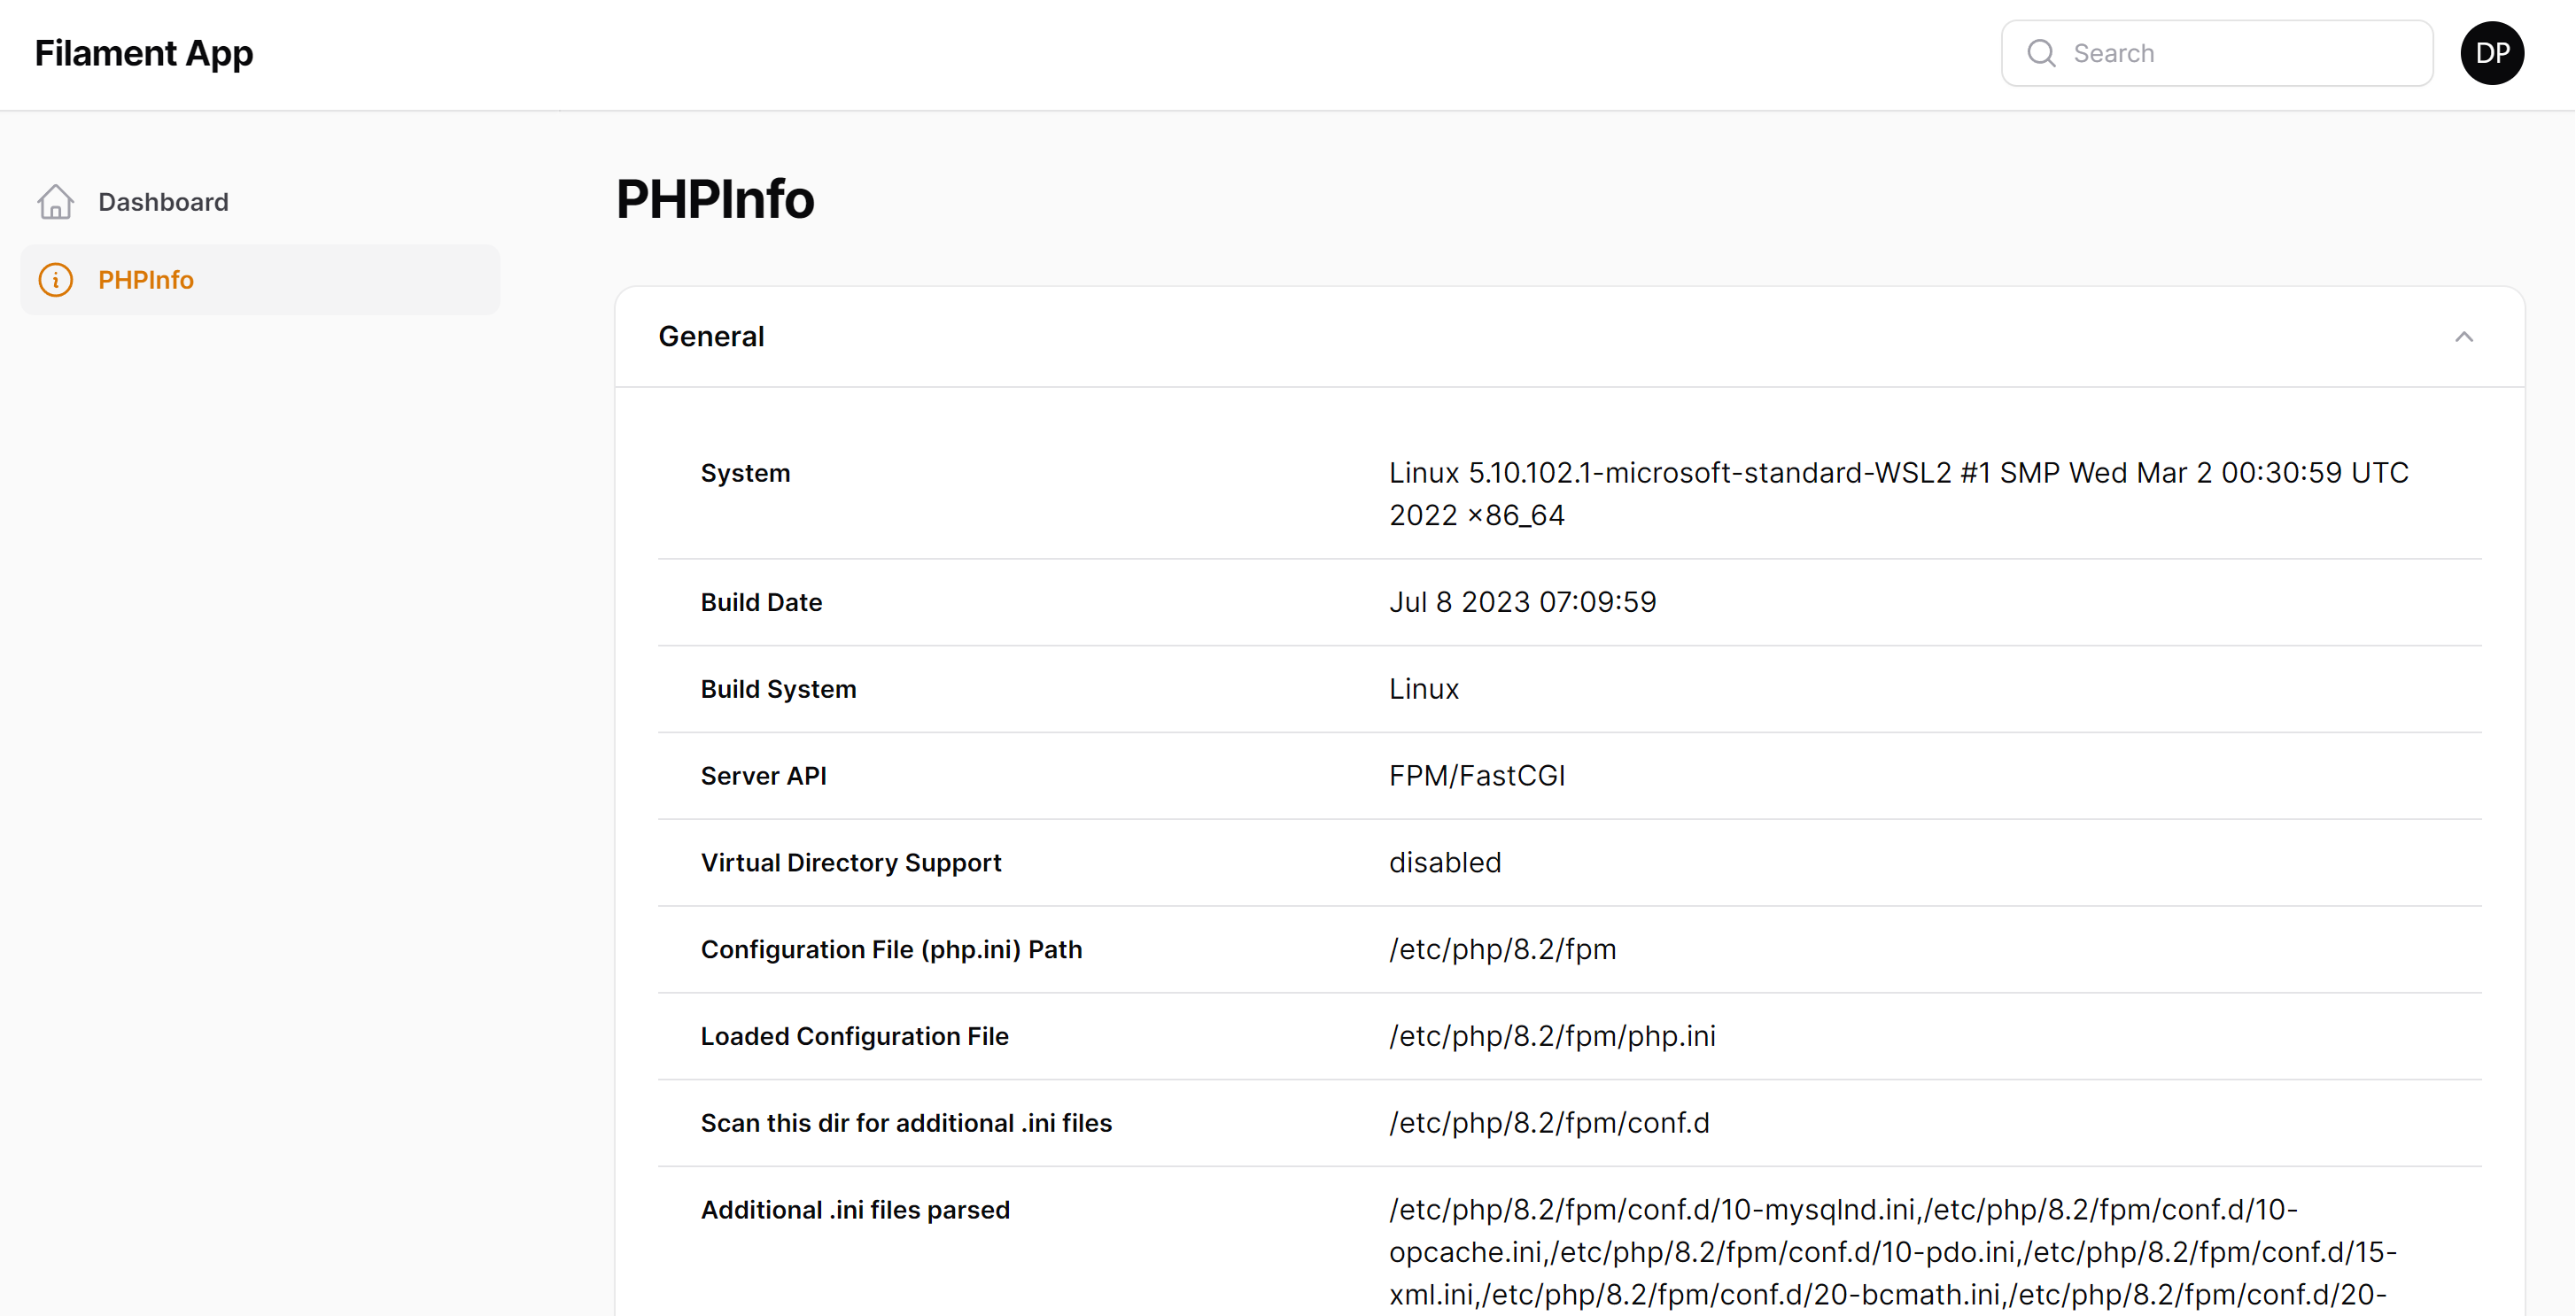 Filament App
Search
DP
Dashboard
PHPInfo
PHPInfo
General
System
Linux 5.10.102.1-microsoft-standard-WSL2 #1 SMP Wed Mar 2 00:30:59 UTC
2022 ×86_64
Build Date
Jul 8 2023 07:09:59
Build System
Linux
Server API
FPM/FastCGI
Virtual Directory Support
disabled
Configuration File (php.ini) Path
/etc/php/8.2/fpm
Loaded Configuration File
/etc/php/8.2/fpm/php.ini
Scan this dir for additional .ini files
/etc/php/8.2/fpm/conf.d
Additional .ini files parsed
/etc/php/8.2/fpm/conf.d/10-mysqlnd.ini,/etc/php/8.2/fpm/conf.d/10-
opcache.ini,/etc/php/8.2/fpm/conf.d/10-pdo.ini,/etc/php/8.2/fpm/conf.d/15-
xml.ini,/etc/php/8.2/fpm/conf.d/20-bcmath.ini,/etc/php/8.2/fpm/conf.d/20-